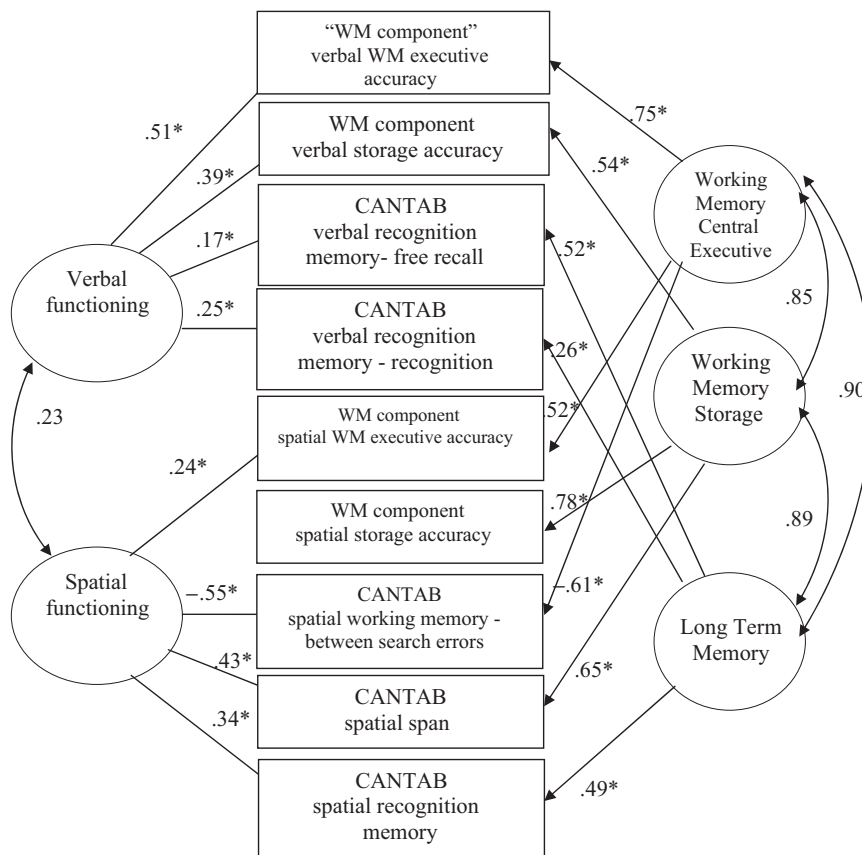 “WM component”
verbal WM executive
accuracy
.51*
.75*
WM component
verbal storage accuracy
.39*
.54*
Working
Memory
Central
Executive
CANTAB
verbal recognition
memory- free recall
.17*
.52*
Verbal
functioning
.25*
CANTAB
verbal recognition
memory - recognition
.26*
.85
Working
Memory
Storage
.90
.23
WM component
spatial WM executive accuracy
.52*
.24*
WM component
spatial storage accuracy
.78*
.89
Spatial
functioning
−.55*
CANTAB
spatial working memory -
between search errors
−.61*
Long Term
Memory
.43*
CANTAB
spatial span
.65*
.34*
CANTAB
spatial recognition
memory
.49*